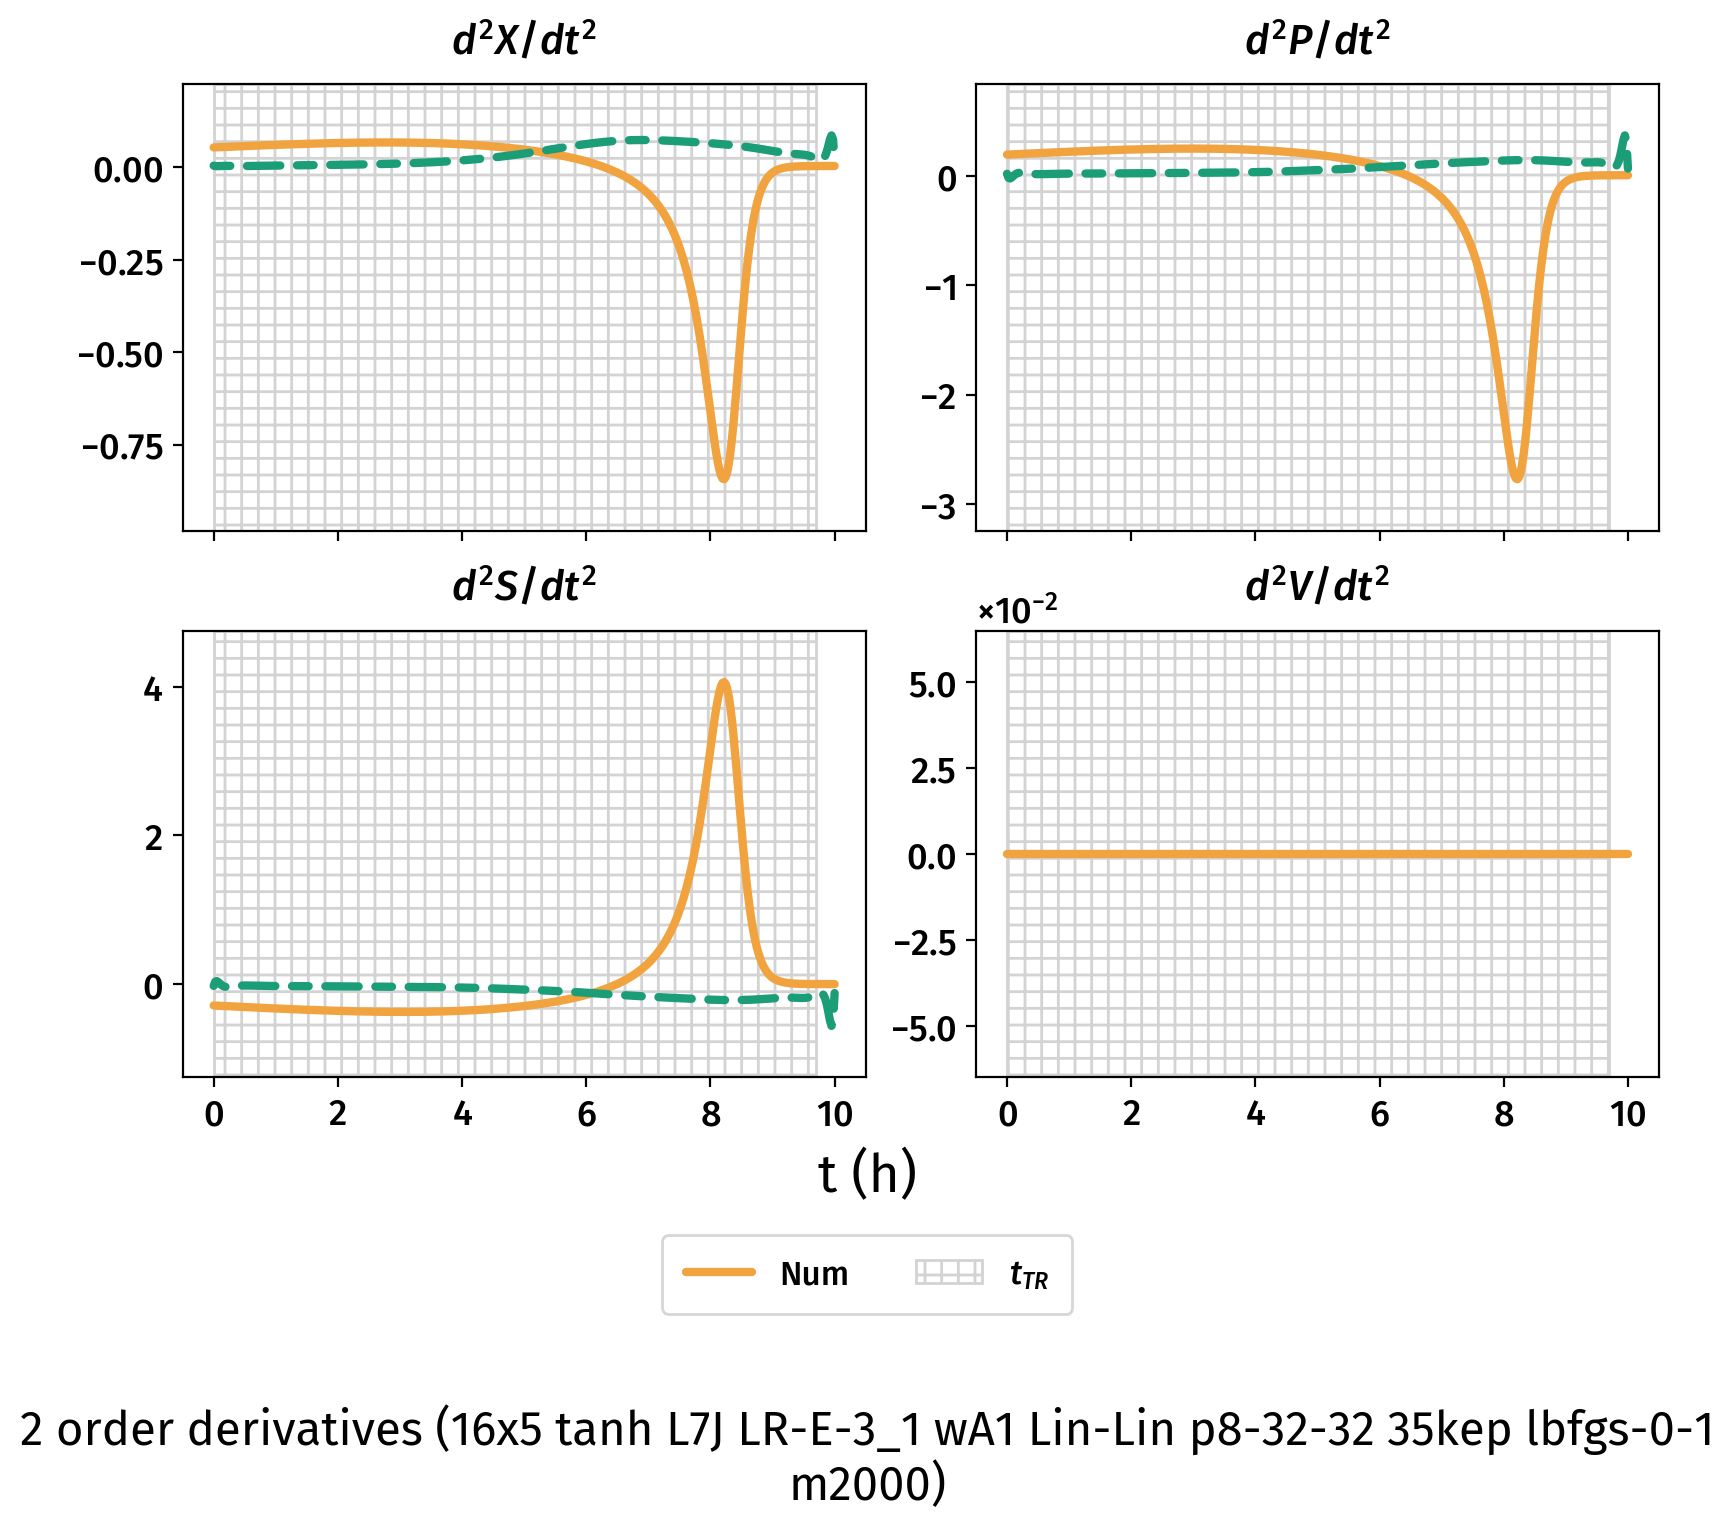 d²X/dt²
d²P/dt²
0.00
−0.25
−0.50
−0.75
0
−1
−2
−3
d²S/dt²
d²V/dt²
×10⁻²
4
2
0
5.0
2.5
0.0
−2.5
−5.0
0 2 4 6 8 10
0 2 4 6 8 10
t (h)
Num
t_TR
2 order derivatives (16x5 tanh L7J LR-E-3_1 wA1 Lin-Lin p8-32-32 35kep lbfgs-0-1
m2000)